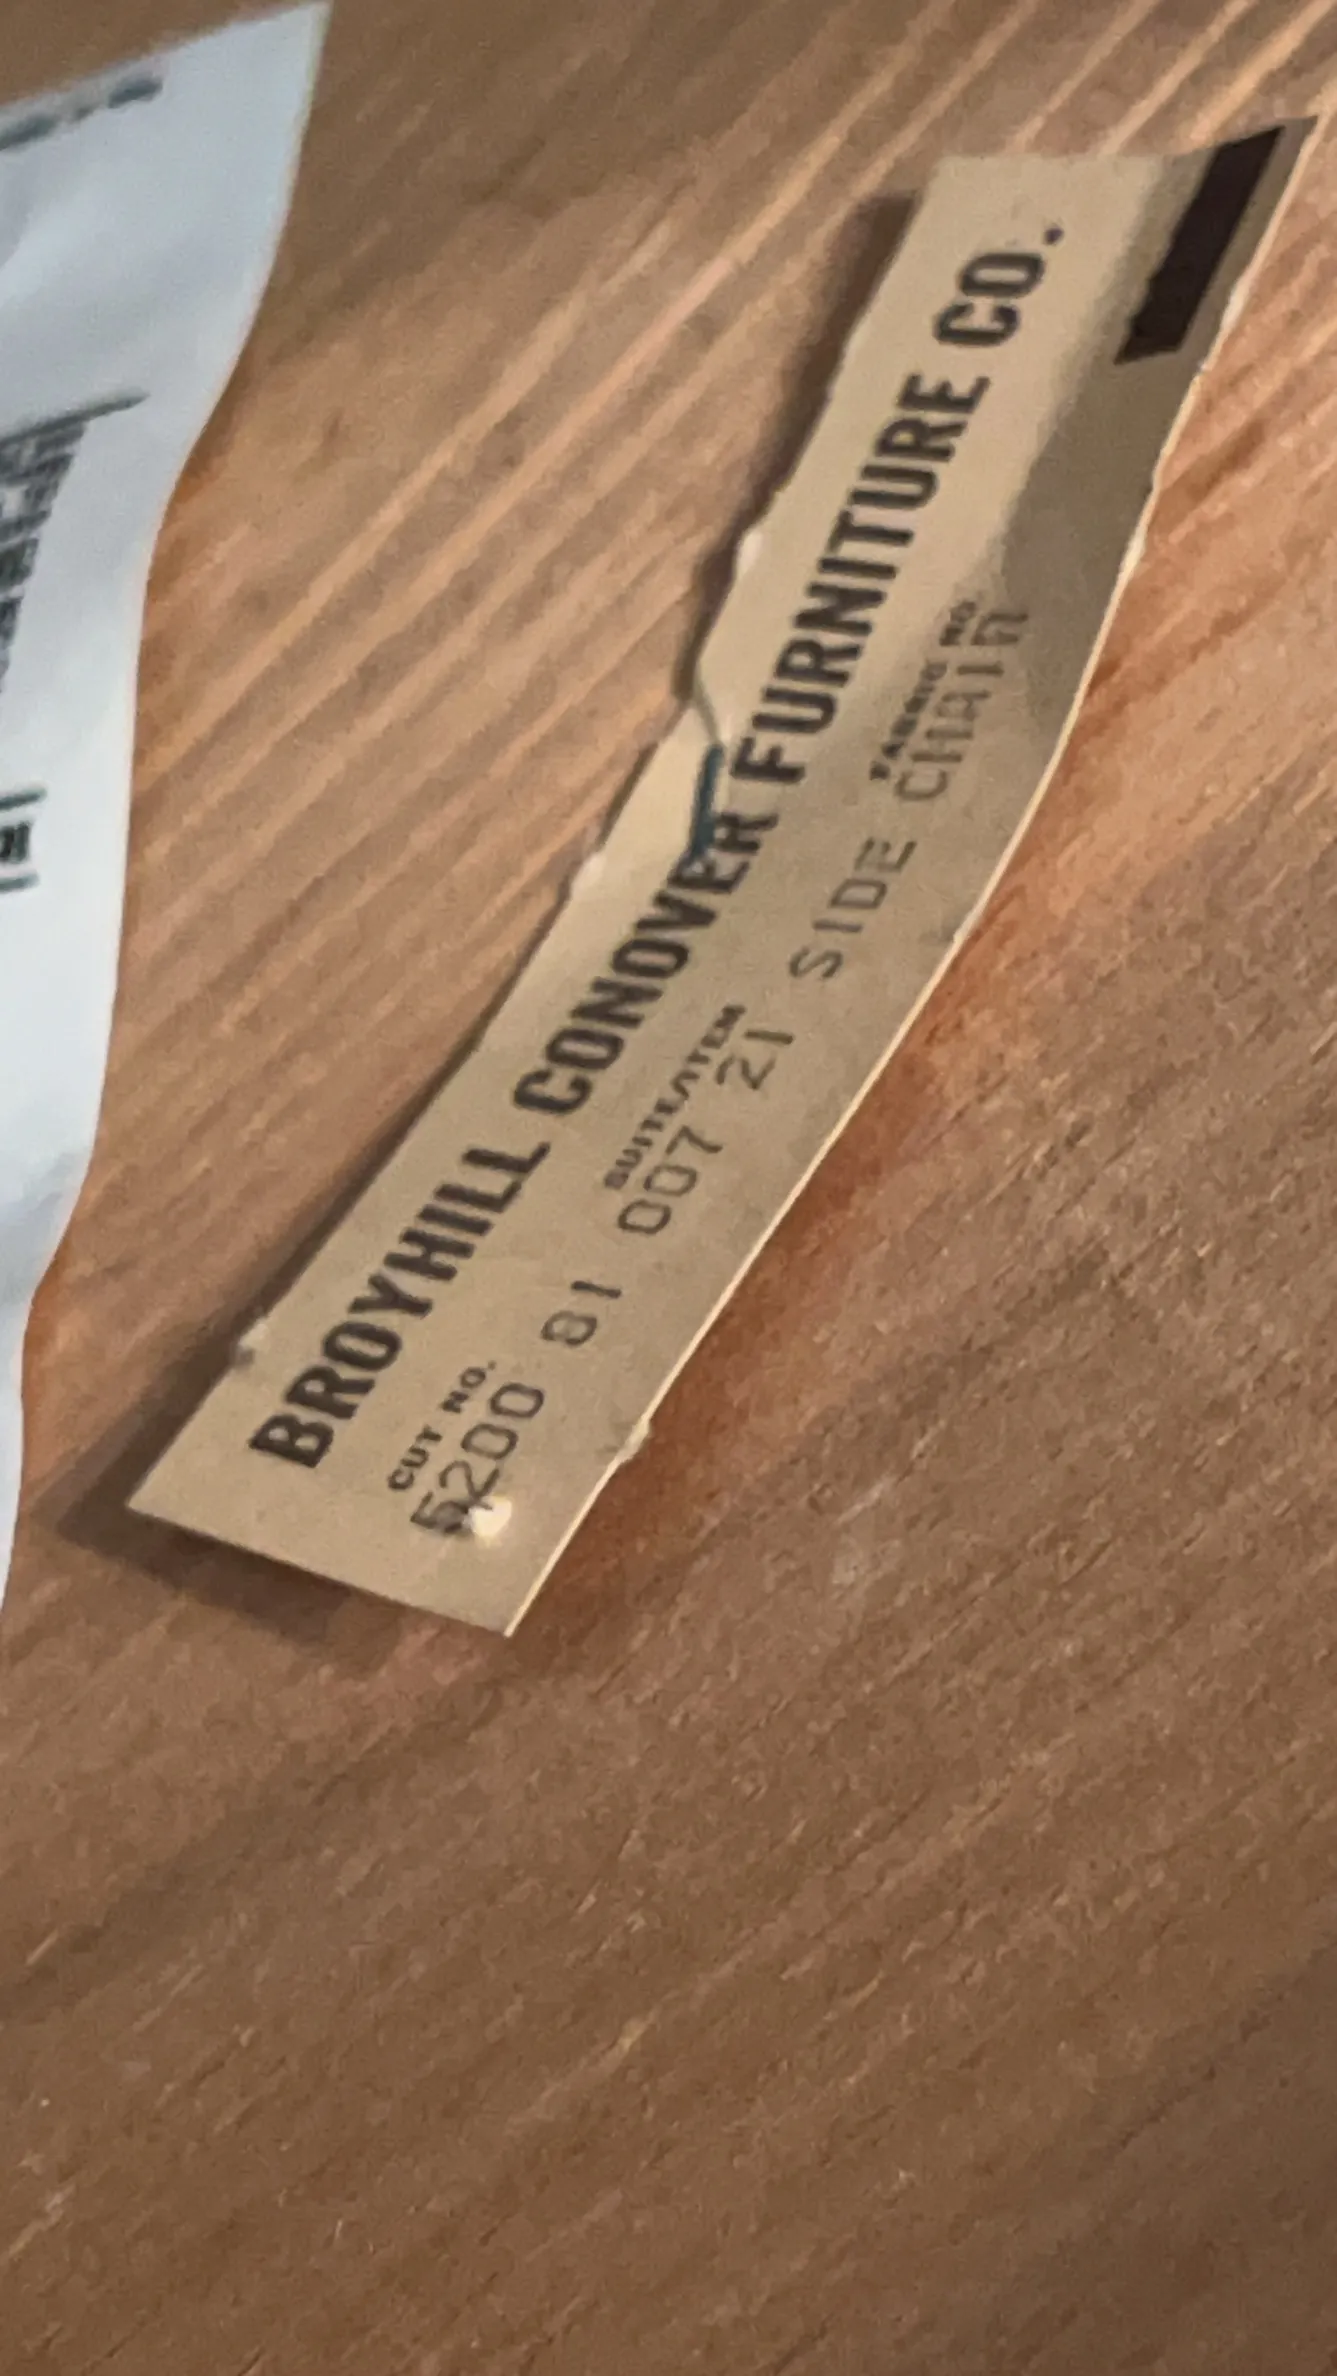 BROYHILL CONOVER FURNITURE CO.
CUT NO. SUITE/ITEM FABRIC NO.
5200 81 007 21 SIDE CHAIR